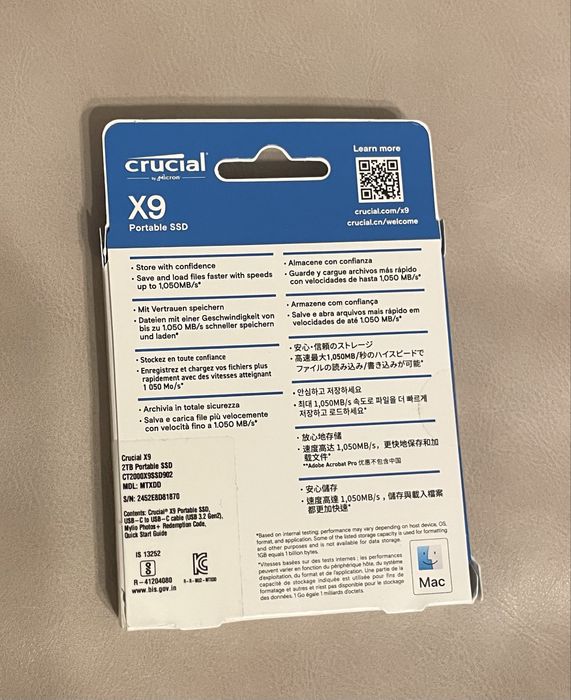 crucial
by Micron
X9
Portable SSD
Learn more
crucial.com/x9
crucial.cn/welcome
• Store with confidence
• Save and load files faster with speeds
up to 1,050MB/s*
• Mit Vertrauen speichern
• Dateien mit einer Geschwindigkeit von
bis zu 1.050 MB/s schneller speichern
und laden*
• Stockez en toute confiance
• Enregistrez et chargez vos fichiers plus
rapidement avec des vitesses atteignant
1 050 Mo/s*
• Archivia in totale sicurezza
• Salva e carica file più velocemente
con velocità fino a 1.050 MB/s*
• Almacene con confianza
• Guarde y cargue archivos más rápido
con velocidades de hasta 1.050 MB/s*
• Armazene com confiança
• Salve e abra arquivos mais rápido em
velocidades de até 1.050 MB/s*
• 安心・信頼のストレージ
• 高速最大1,050MB/秒のハイスピードで
ファイルの読み込み/書き込みが可能*
• 안심하고 저장하세요
• 최대 1,050MB/s 속도로 파일을 더 빠르게
저장하고 로드하세요*
• 放心地存储
• 速度高达 1,050MB/s，更快地保存和加
载文件*
**Adobe Acrobat Pro 优惠不包含中国
• 安心儲存
• 速度高達 1,050MB/s，儲存與載入檔案
都更加快速*
Crucial X9
2TB Portable SSD
CT2000X9SSD902
MDL: MTXDD
S/N: 2452E8D81870
Contents: Crucial® X9 Portable SSD,
USB-C to USB-C cable (USB 3.2 Gen2),
Mylio Photos+ Redemption Code,
Quick Start Guide
IS 13252
R-41204080
www.bis.gov.in
R-R-MU2-MTXDD
*Based on internal testing; performance may vary depending on host device, OS,
format, and application. Some of its listed storage capacity is used for formatting
and other purposes and is not available for data storage.
1GB equals 1 billion bytes.
*Vitesses basées sur des tests internes ; les performances
peuvent varier en fonction du périphérique hôte, du système
d'exploitation, du format et de l'application. Une partie de la
capacité de stockage indiquée est utilisée pour fins de
formatage et autres et n'est pas disponible pour le stockage
des données. 1 Go égale 1 milliards d'octets.
Mac